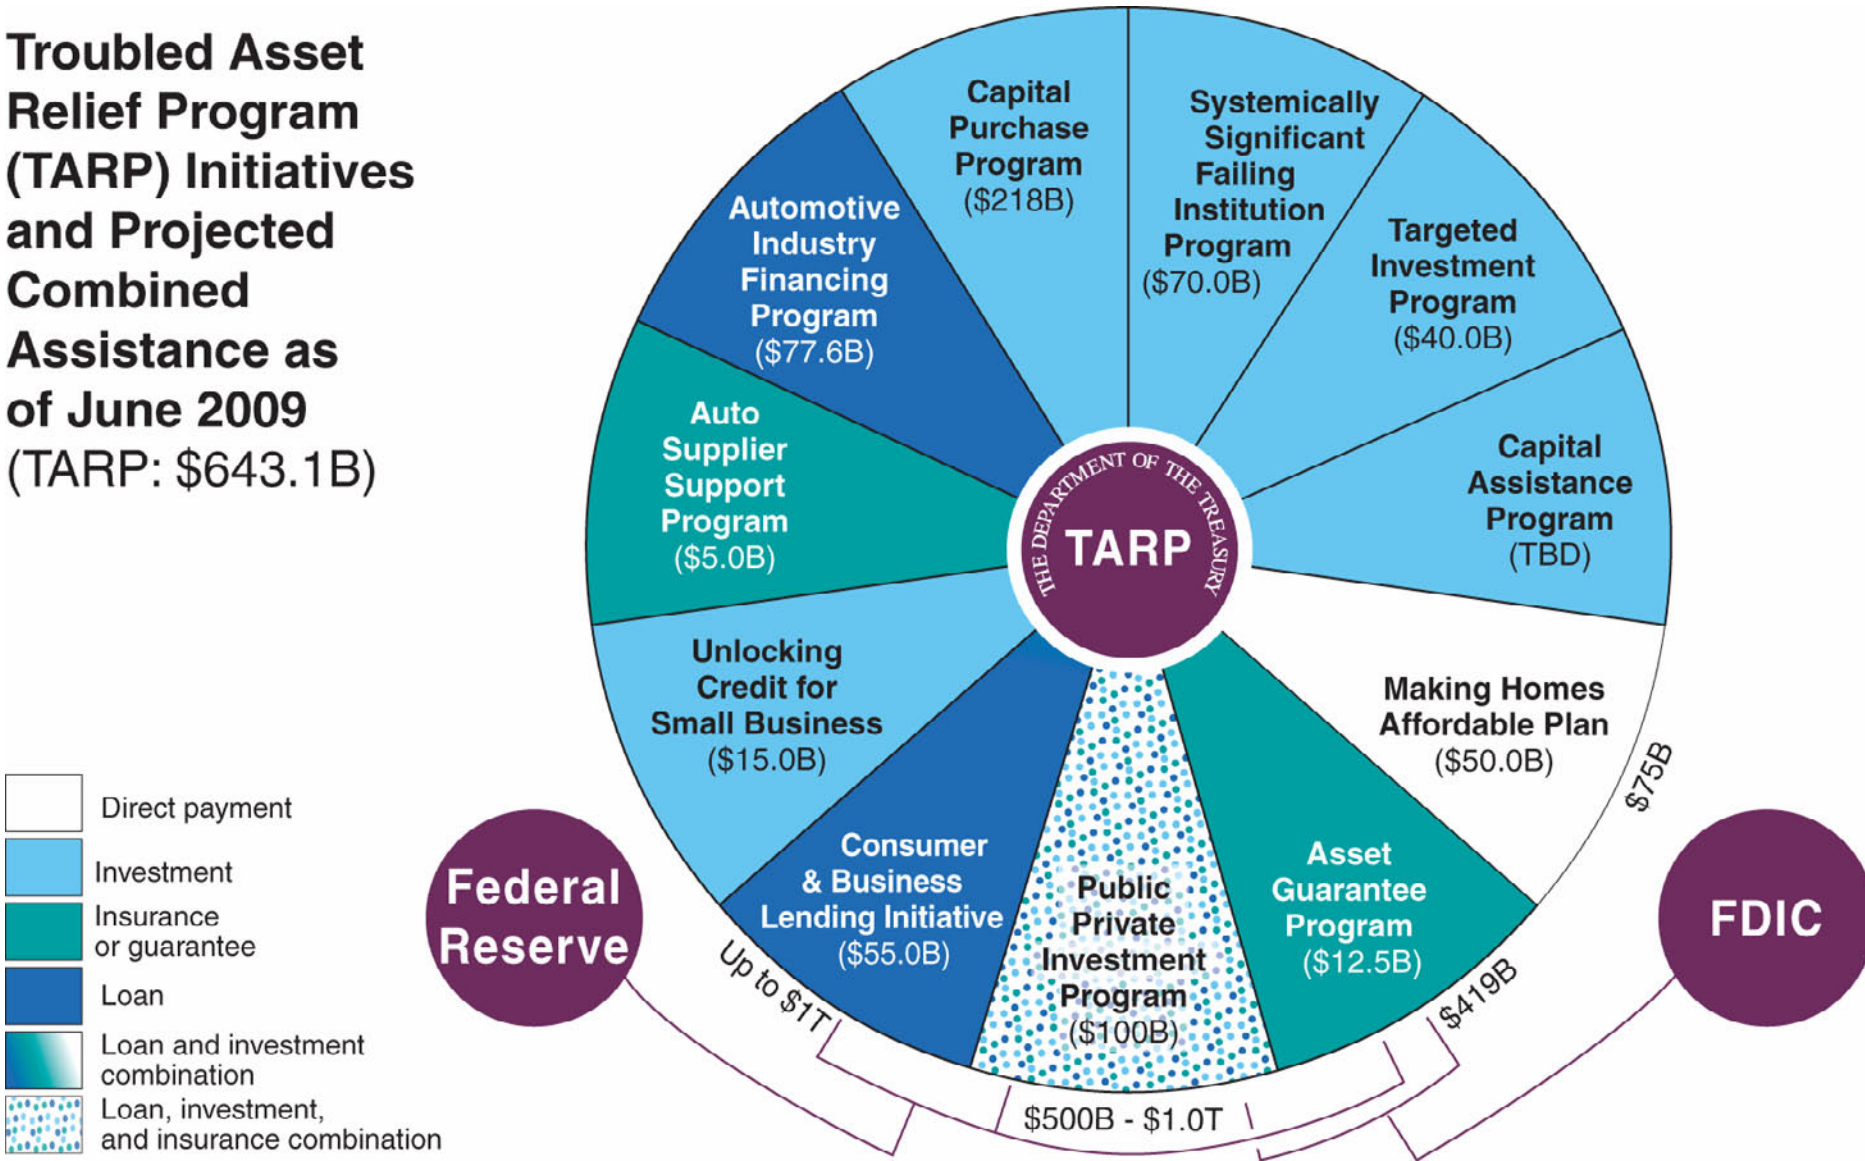 Troubled Asset
Relief Program
(TARP) Initiatives
and Projected
Combined
Assistance as
of June 2009
(TARP: $643.1B)
Capital
Purchase
Program
($218B)
Systemically
Significant
Failing
Institution
Program
($70.0B)
Targeted
Investment
Program
($40.0B)
Capital
Assistance
Program
(TBD)
Making Homes
Affordable Plan
($50.0B)
$75B
Asset
Guarantee
Program
($12.5B)
$419B
Public
Private
Investment
Program
($100B)
$500B - $1.0T
Consumer
& Business
Lending Initiative
($55.0B)
Up to $1T
Unlocking
Credit for
Small Business
($15.0B)
Auto
Supplier
Support
Program
($5.0B)
Automotive
Industry
Financing
Program
($77.6B)
THE DEPARTMENT OF THE TREASURY
TARP
Federal
Reserve
FDIC
Direct payment
Investment
Insurance
or guarantee
Loan
Loan and investment
combination
Loan, investment,
and insurance combination